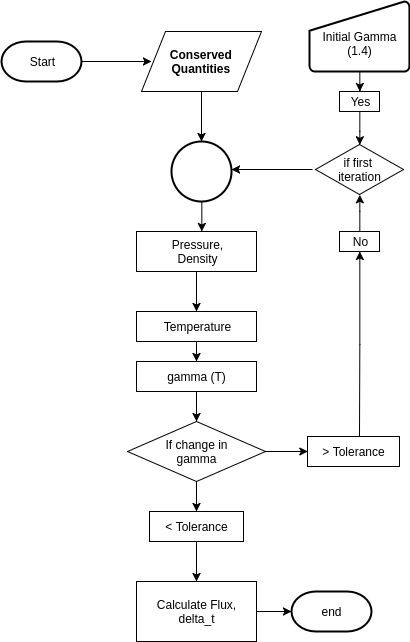 Start
Conserved
Quantities
Initial Gamma
(1.4)
Yes
if first
iteration
No
Pressure,
Density
Temperature
gamma (T)
If change in
gamma
> Tolerance
< Tolerance
Calculate Flux,
delta_t
end